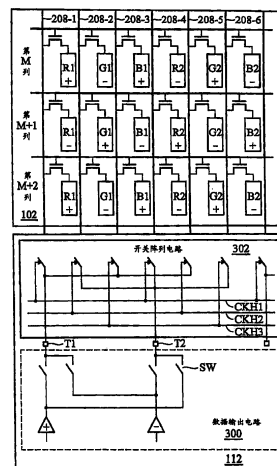 208-1 208-2 208-3 208-4 208-5 208-6
第M列
R1 G1 B1 R2 G2 B2
+ - + - + -
第M+1列
R1 G1 B1 R2 G2 B2
- + - + - +
第M+2列
R1 G1 B1 R2 G2 B2
+ - + - + -
102
开关阵列电路 302
CKH1
CKH2
CKH3
T1 T2
SW
+ -
数据输出电路
300
112